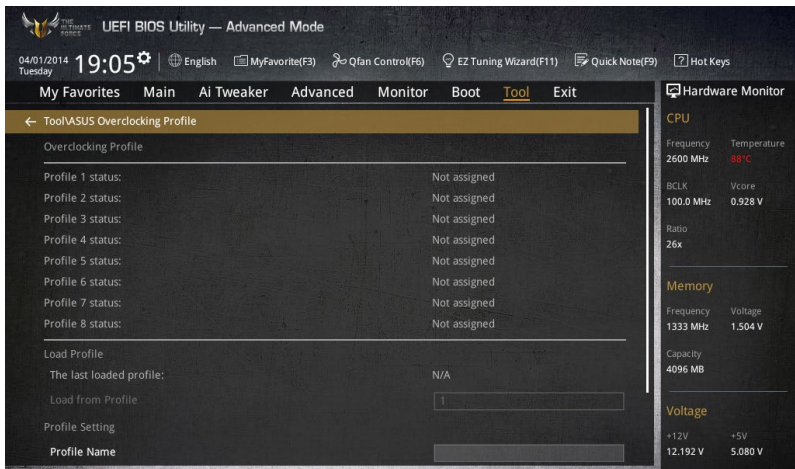 THE ULTIMATE FORCE
UEFI BIOS Utility — Advanced Mode
04/01/2014 Tuesday 19:05 English MyFavorite(F3) Qfan Control(F6) EZ Tuning Wizard(F11) Quick Note(F9) ? Hot Keys
My Favorites Main Ai Tweaker Advanced Monitor Boot Tool Exit
← Tool\ASUS Overclocking Profile
Overclocking Profile
Profile 1 status: Not assigned
Profile 2 status: Not assigned
Profile 3 status: Not assigned
Profile 4 status: Not assigned
Profile 5 status: Not assigned
Profile 6 status: Not assigned
Profile 7 status: Not assigned
Profile 8 status: Not assigned
Load Profile
The last loaded profile: N/A
Load from Profile 1
Profile Setting
Profile Name
Hardware Monitor
CPU
Frequency Temperature
2600 MHz 88°C
BCLK Vcore
100.0 MHz 0.928 V
Ratio
26x
Memory
Frequency Voltage
1333 MHz 1.504 V
Capacity
4096 MB
Voltage
+12V +5V
12.192 V 5.080 V